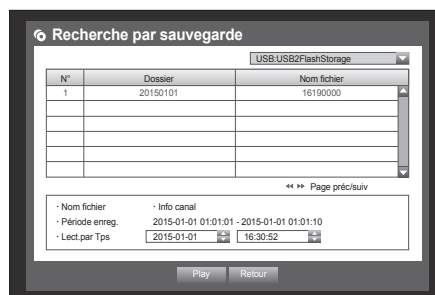 Recherche par sauvegarde
USB:USB2FlashStorage
N° Dossier Nom fichier
1 20150101 16190000
Page préc/suiv
· Nom fichier · Info canal
· Période enreg. 2015-01-01 01:01:01 - 2015-01-01 01:01:10
· Lect.par Tps 2015-01-01 16:30:52
Play Retour